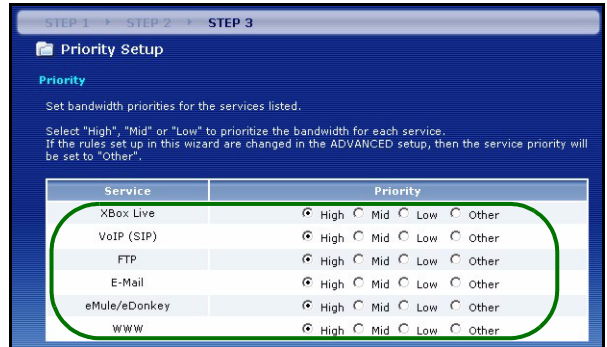 STEP 1 STEP 2 STEP 3
Priority Setup
Priority
Set bandwidth priorities for the services listed.
Select "High", "Mid" or "Low" to prioritize the bandwidth for each service.
If the rules set up in this wizard are changed in the ADVANCED setup, then the service priority will
be set to "Other".
Service Priority
XBox Live High Mid Low Other
VoIP (SIP) High Mid Low Other
FTP High Mid Low Other
E-Mail High Mid Low Other
eMule/eDonkey High Mid Low Other
WWW High Mid Low Other